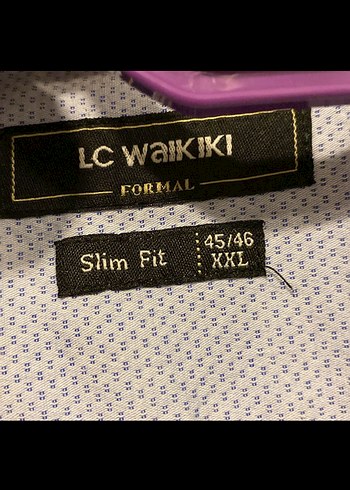 LC WAIKIKI
FORMAL
Slim Fit
45/46
XXL